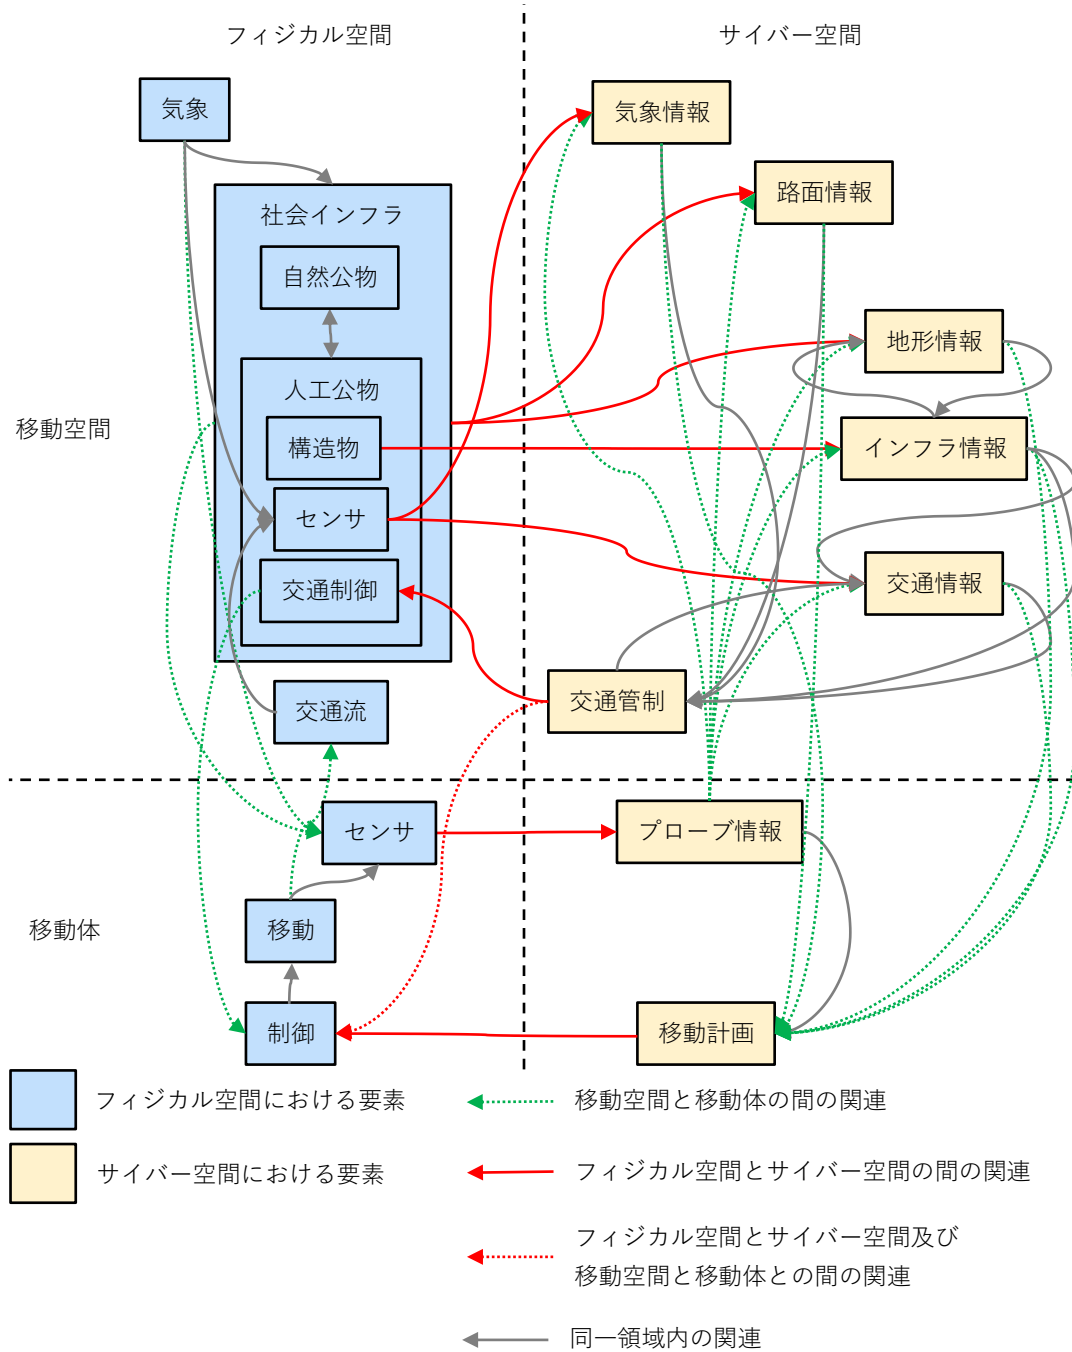 フィジカル空間
サイバー空間
気象
気象情報
路面情報
社会インフラ
自然公物
地形情報
人工公物
移動空間
構造物
インフラ情報
センサ
交通制御
交通情報
交通流
交通管制
センサ
プローブ情報
移動
移動体
制御
移動計画
フィジカル空間における要素
移動空間と移動体の間の関連
サイバー空間における要素
フィジカル空間とサイバー空間の間の関連
フィジカル空間とサイバー空間及び
移動空間と移動体との間の関連
同一領域内の関連